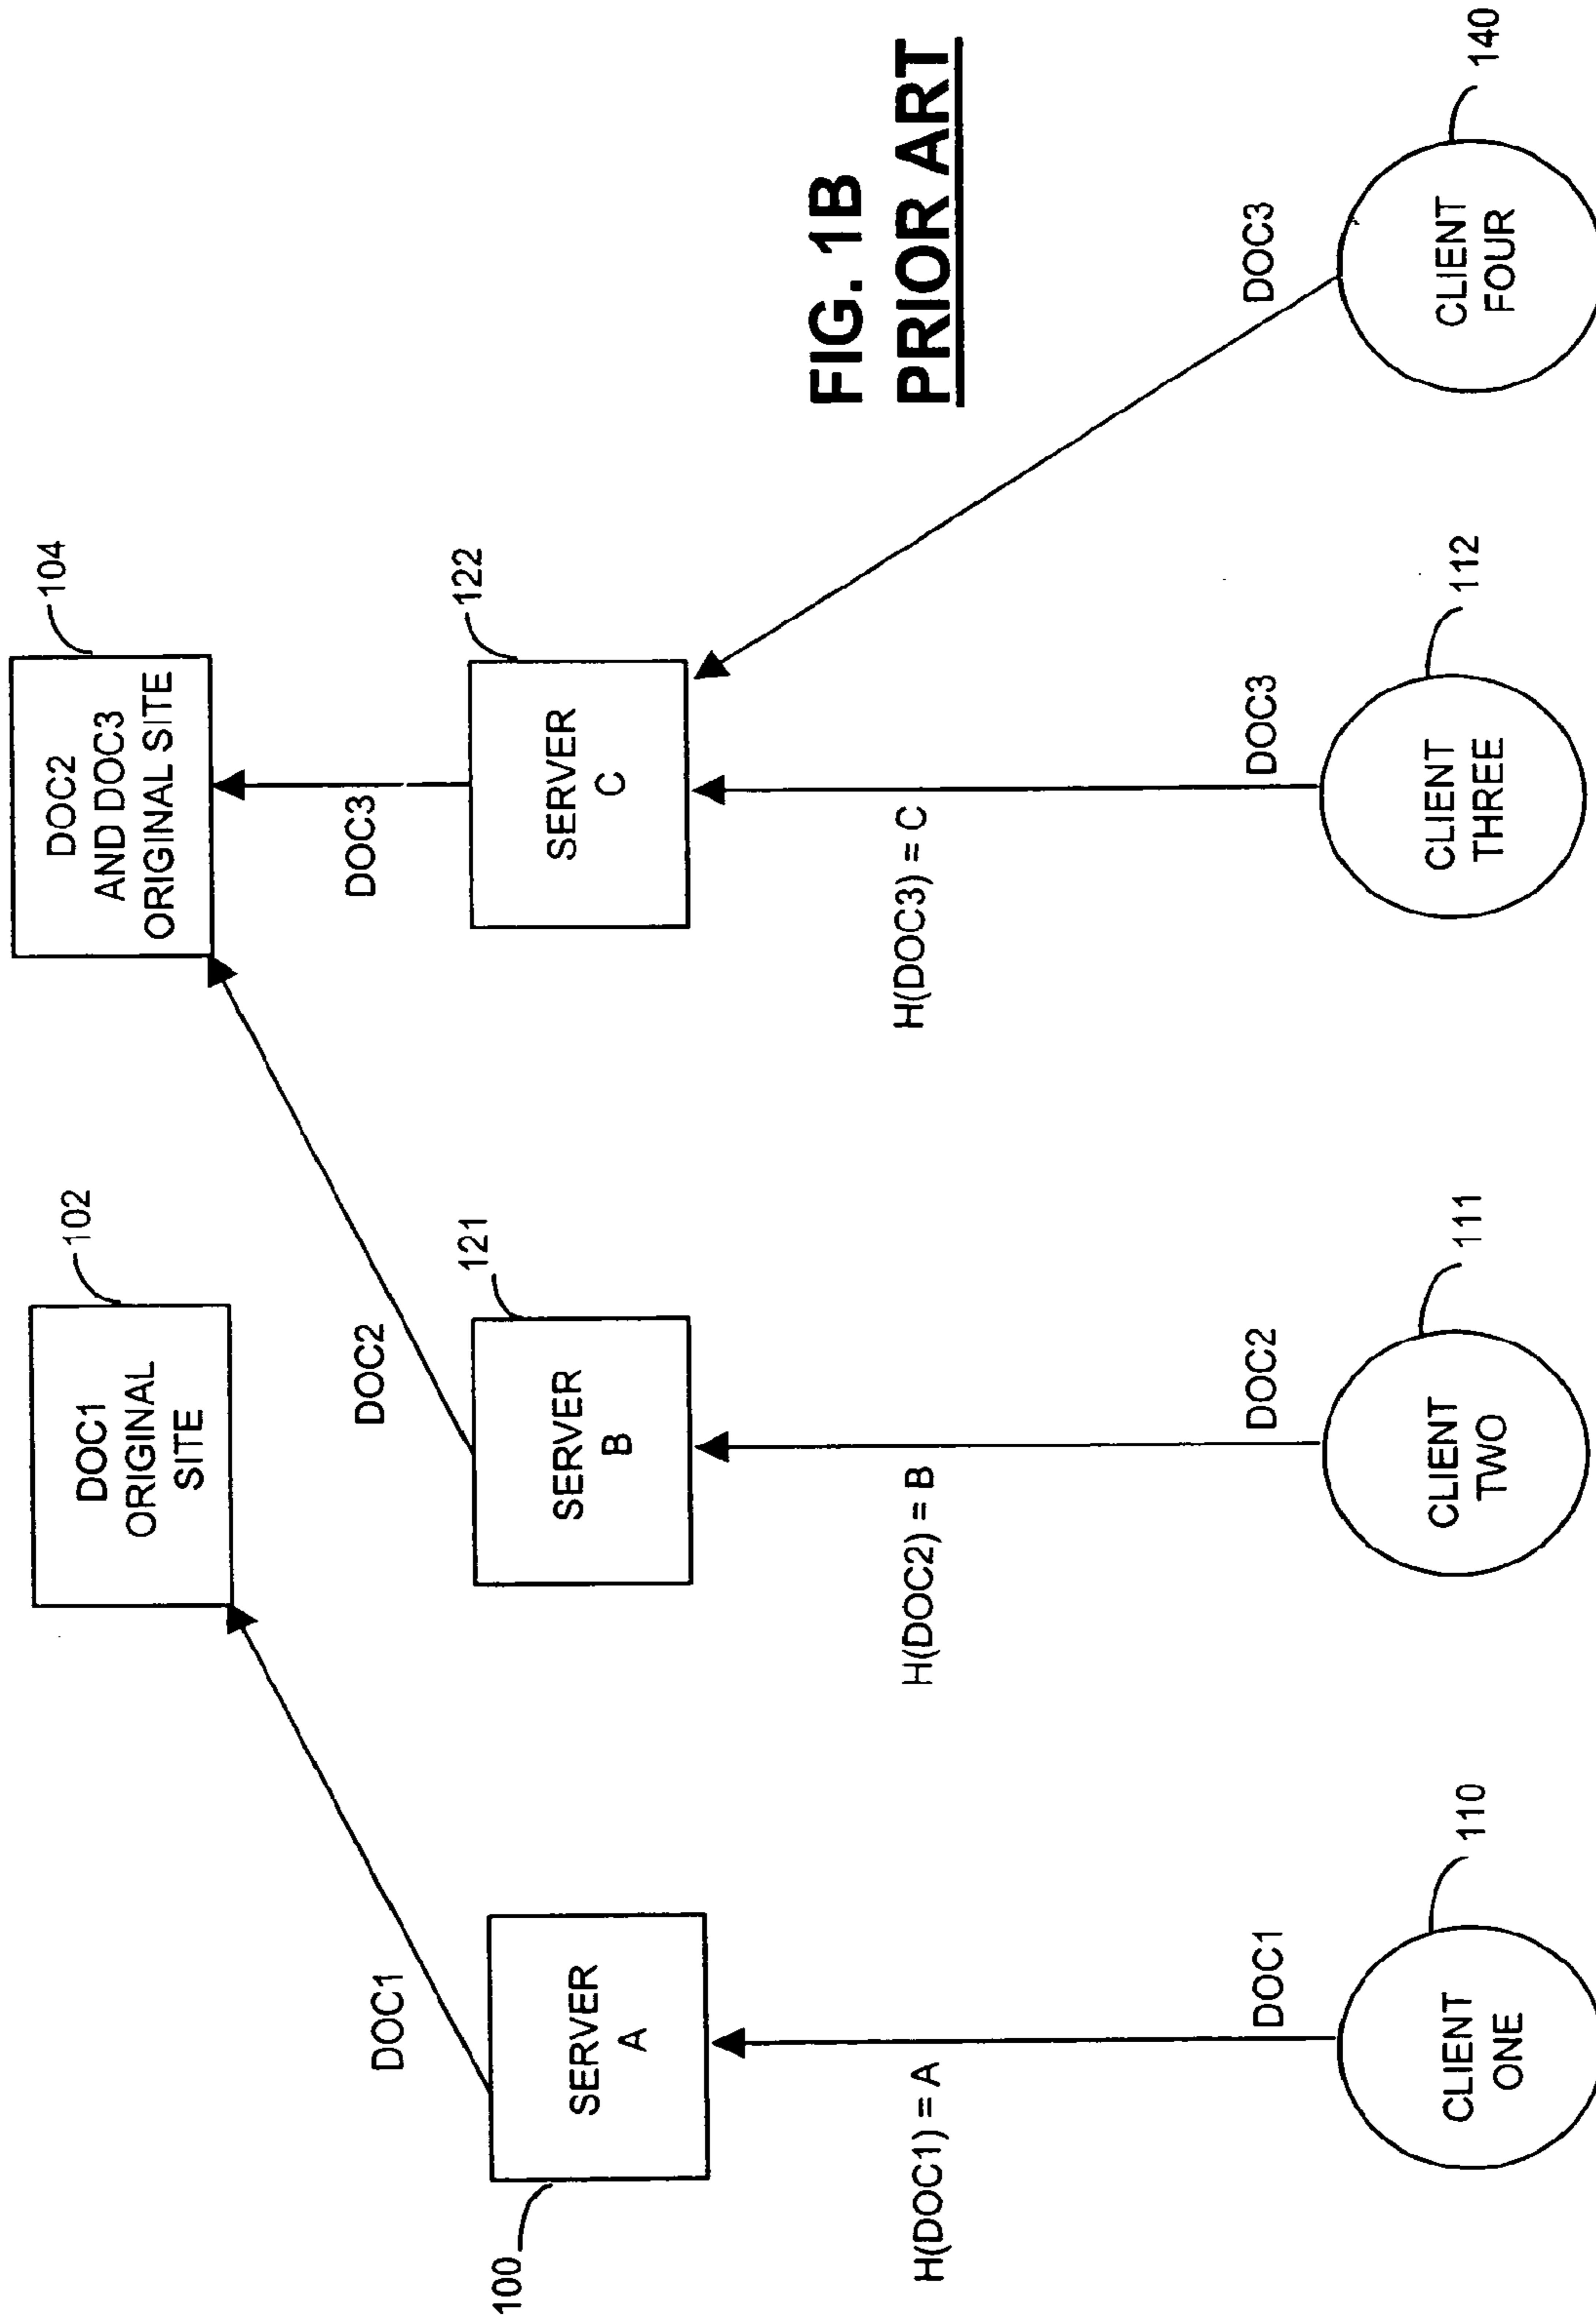 DOC1
ORIGINAL
SITE
102
DOC2
AND DOC3
ORIGINAL SITE
104
DOC1
DOC2
DOC3
100
SERVER
A
SERVER
B
121
SERVER
C
122
H(DOC1) = A
H(DOC2) = B
H(DOC3) = C
FIG. 1B
PRIOR ART
DOC1
DOC2
DOC3
DOC3
CLIENT
ONE
110
CLIENT
TWO
111
CLIENT
THREE
112
CLIENT
FOUR
140